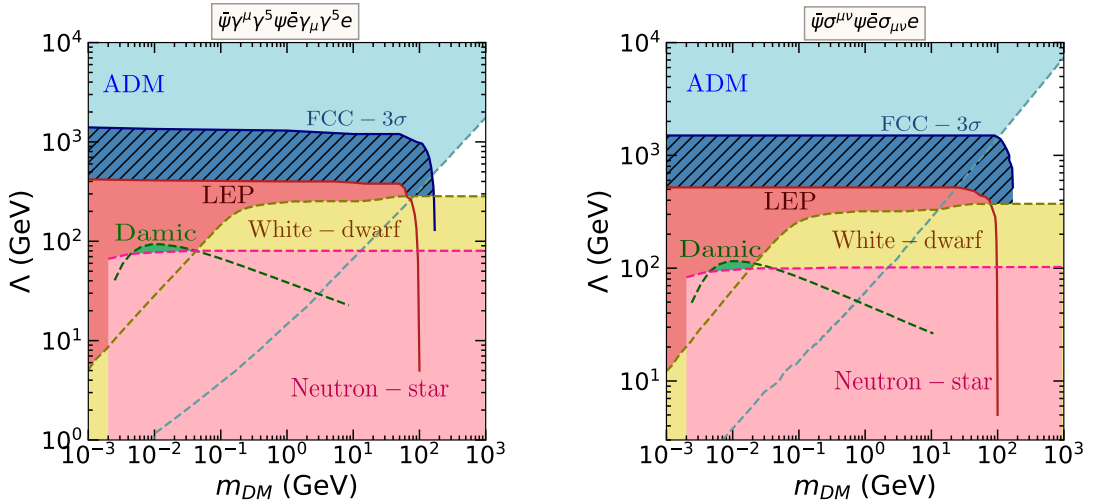 ψ̄γ^μγ^5ψēγ_μγ^5e
10^4
10^3
10^2
10^1
10^0
Λ (GeV)
ADM
FCC − 3σ
LEP
White − dwarf
Damic
Neutron − star
10^−3 10^−2 10^−1 10^0 10^1 10^2 10^3
m_DM (GeV)
ψ̄σ^μνψēσ_μνe
10^4
10^3
10^2
10^1
Λ (GeV)
ADM
FCC − 3σ
LEP
White − dwarf
Damic
Neutron − star
10^−3 10^−2 10^−1 10^0 10^1 10^2 10^3
m_DM (GeV)